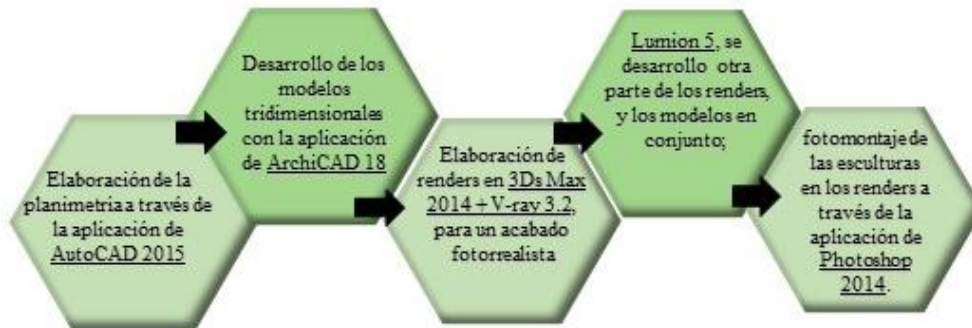 Elaboración de la
planimetria a través de
la aplicación de
AutoCAD 2015
Desarrollo de los
modelos
tridimensionales
con la aplicación
de ArchiCAD 18
Elaboración de
renders en 3Ds Max
2014 + V-ray 3.2,
para un acabado
fotorrealista
Lumion 5, se
desarrollo otra
parte de los renders,
y los modelos en
conjunto;
fotomontaje de
las esculturas
en los renders a
través de la
aplicación de
Photoshop
2014.